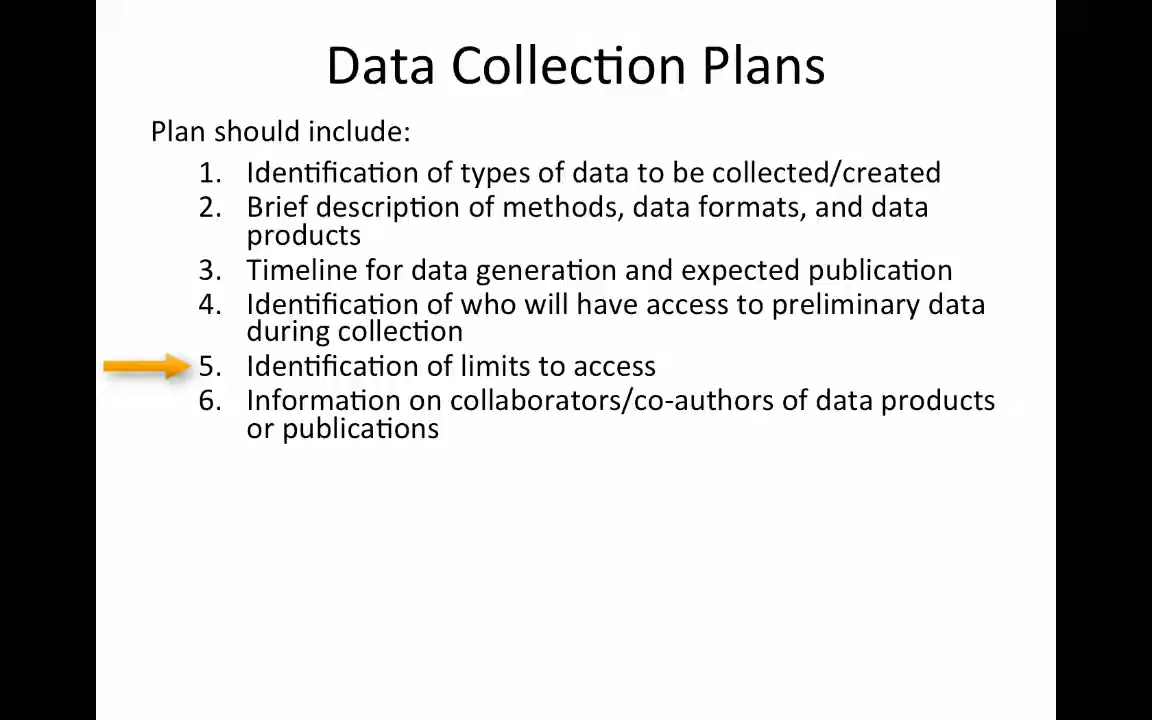 Data Collection Plans
Plan should include:
1. Identification of types of data to be collected/created
2. Brief description of methods, data formats, and data
products
3. Timeline for data generation and expected publication
4. Identification of who will have access to preliminary data
during collection
5. Identification of limits to access
6. Information on collaborators/co-authors of data products
or publications